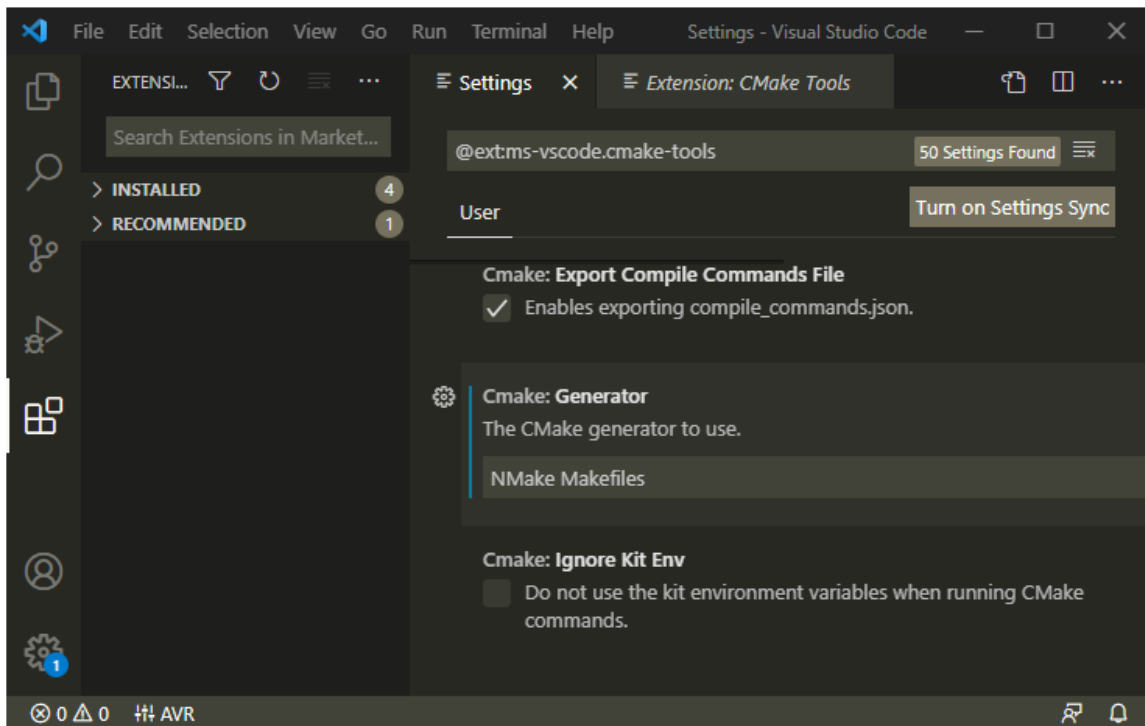 File Edit Selection View Go Run Terminal Help Settings - Visual Studio Code
EXTENSI...
Settings
Extension: CMake Tools
Search Extensions in Market...
INSTALLED 4
RECOMMENDED 1
@ext:ms-vscode.cmake-tools 50 Settings Found
User
Turn on Settings Sync
Cmake: Export Compile Commands File
Enables exporting compile_commands.json.
Cmake: Generator
The CMake generator to use.
NMake Makefiles
Cmake: Ignore Kit Env
Do not use the kit environment variables when running CMake
commands.
1
0 0 AVR